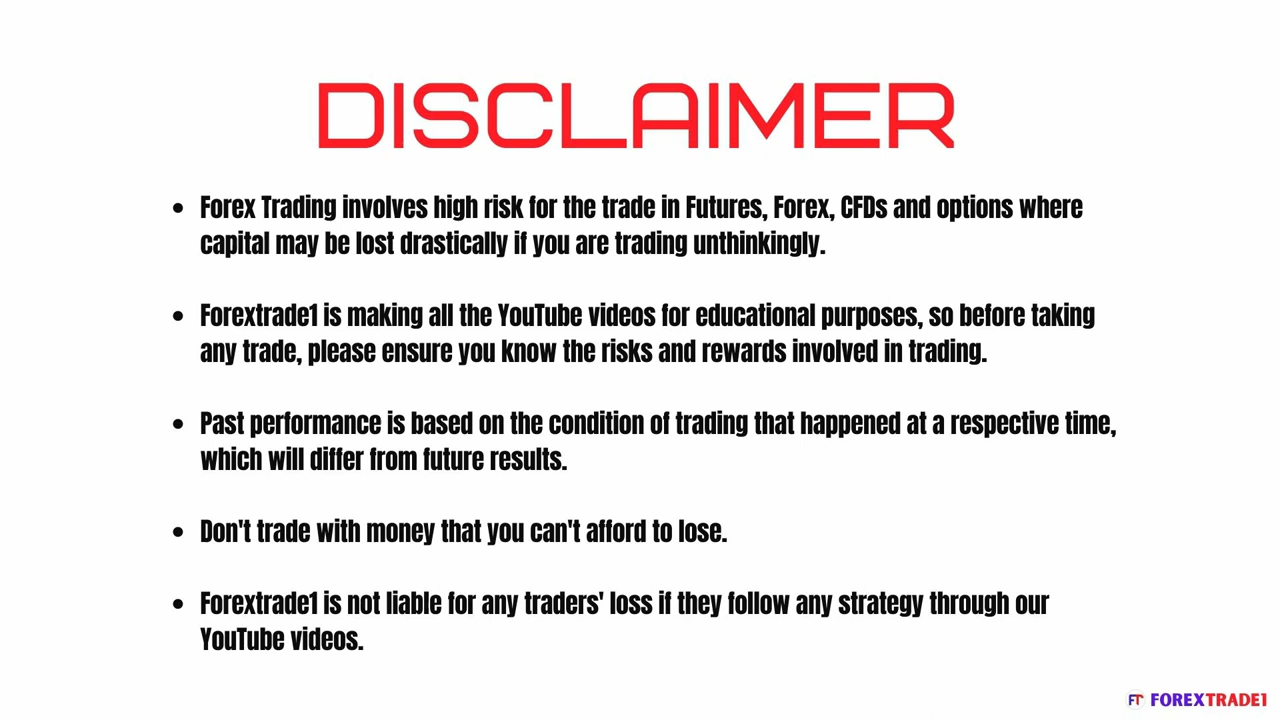 DISCLAIMER
• Forex Trading involves high risk for the trade in Futures, Forex, CFDs and options where
capital may be lost drastically if you are trading unthinkingly.
• Forextrade1 is making all the YouTube videos for educational purposes, so before taking
any trade, please ensure you know the risks and rewards involved in trading.
• Past performance is based on the condition of trading that happened at a respective time,
which will differ from future results.
• Don't trade with money that you can't afford to lose.
• Forextrade1 is not liable for any traders' loss if they follow any strategy through our
YouTube videos.
FT FOREXTRADE1